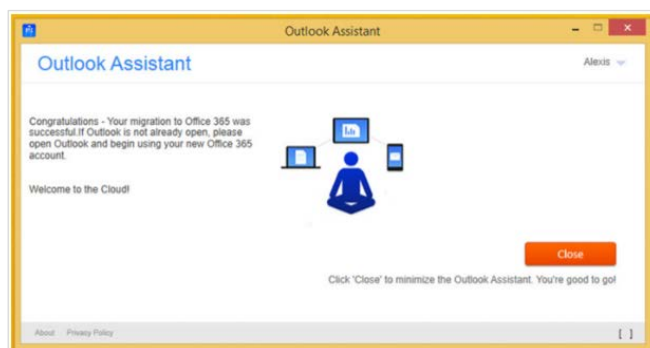 Outlook Assistant
Outlook Assistant
Alexis
Congratulations - Your migration to Office 365 was
successful.If Outlook is not already open, please
open Outlook and begin using your new Office 365
account.
Welcome to the Cloud!
Close
Click 'Close' to minimize the Outlook Assistant. You're good to go!
About Privacy Policy
[ ]